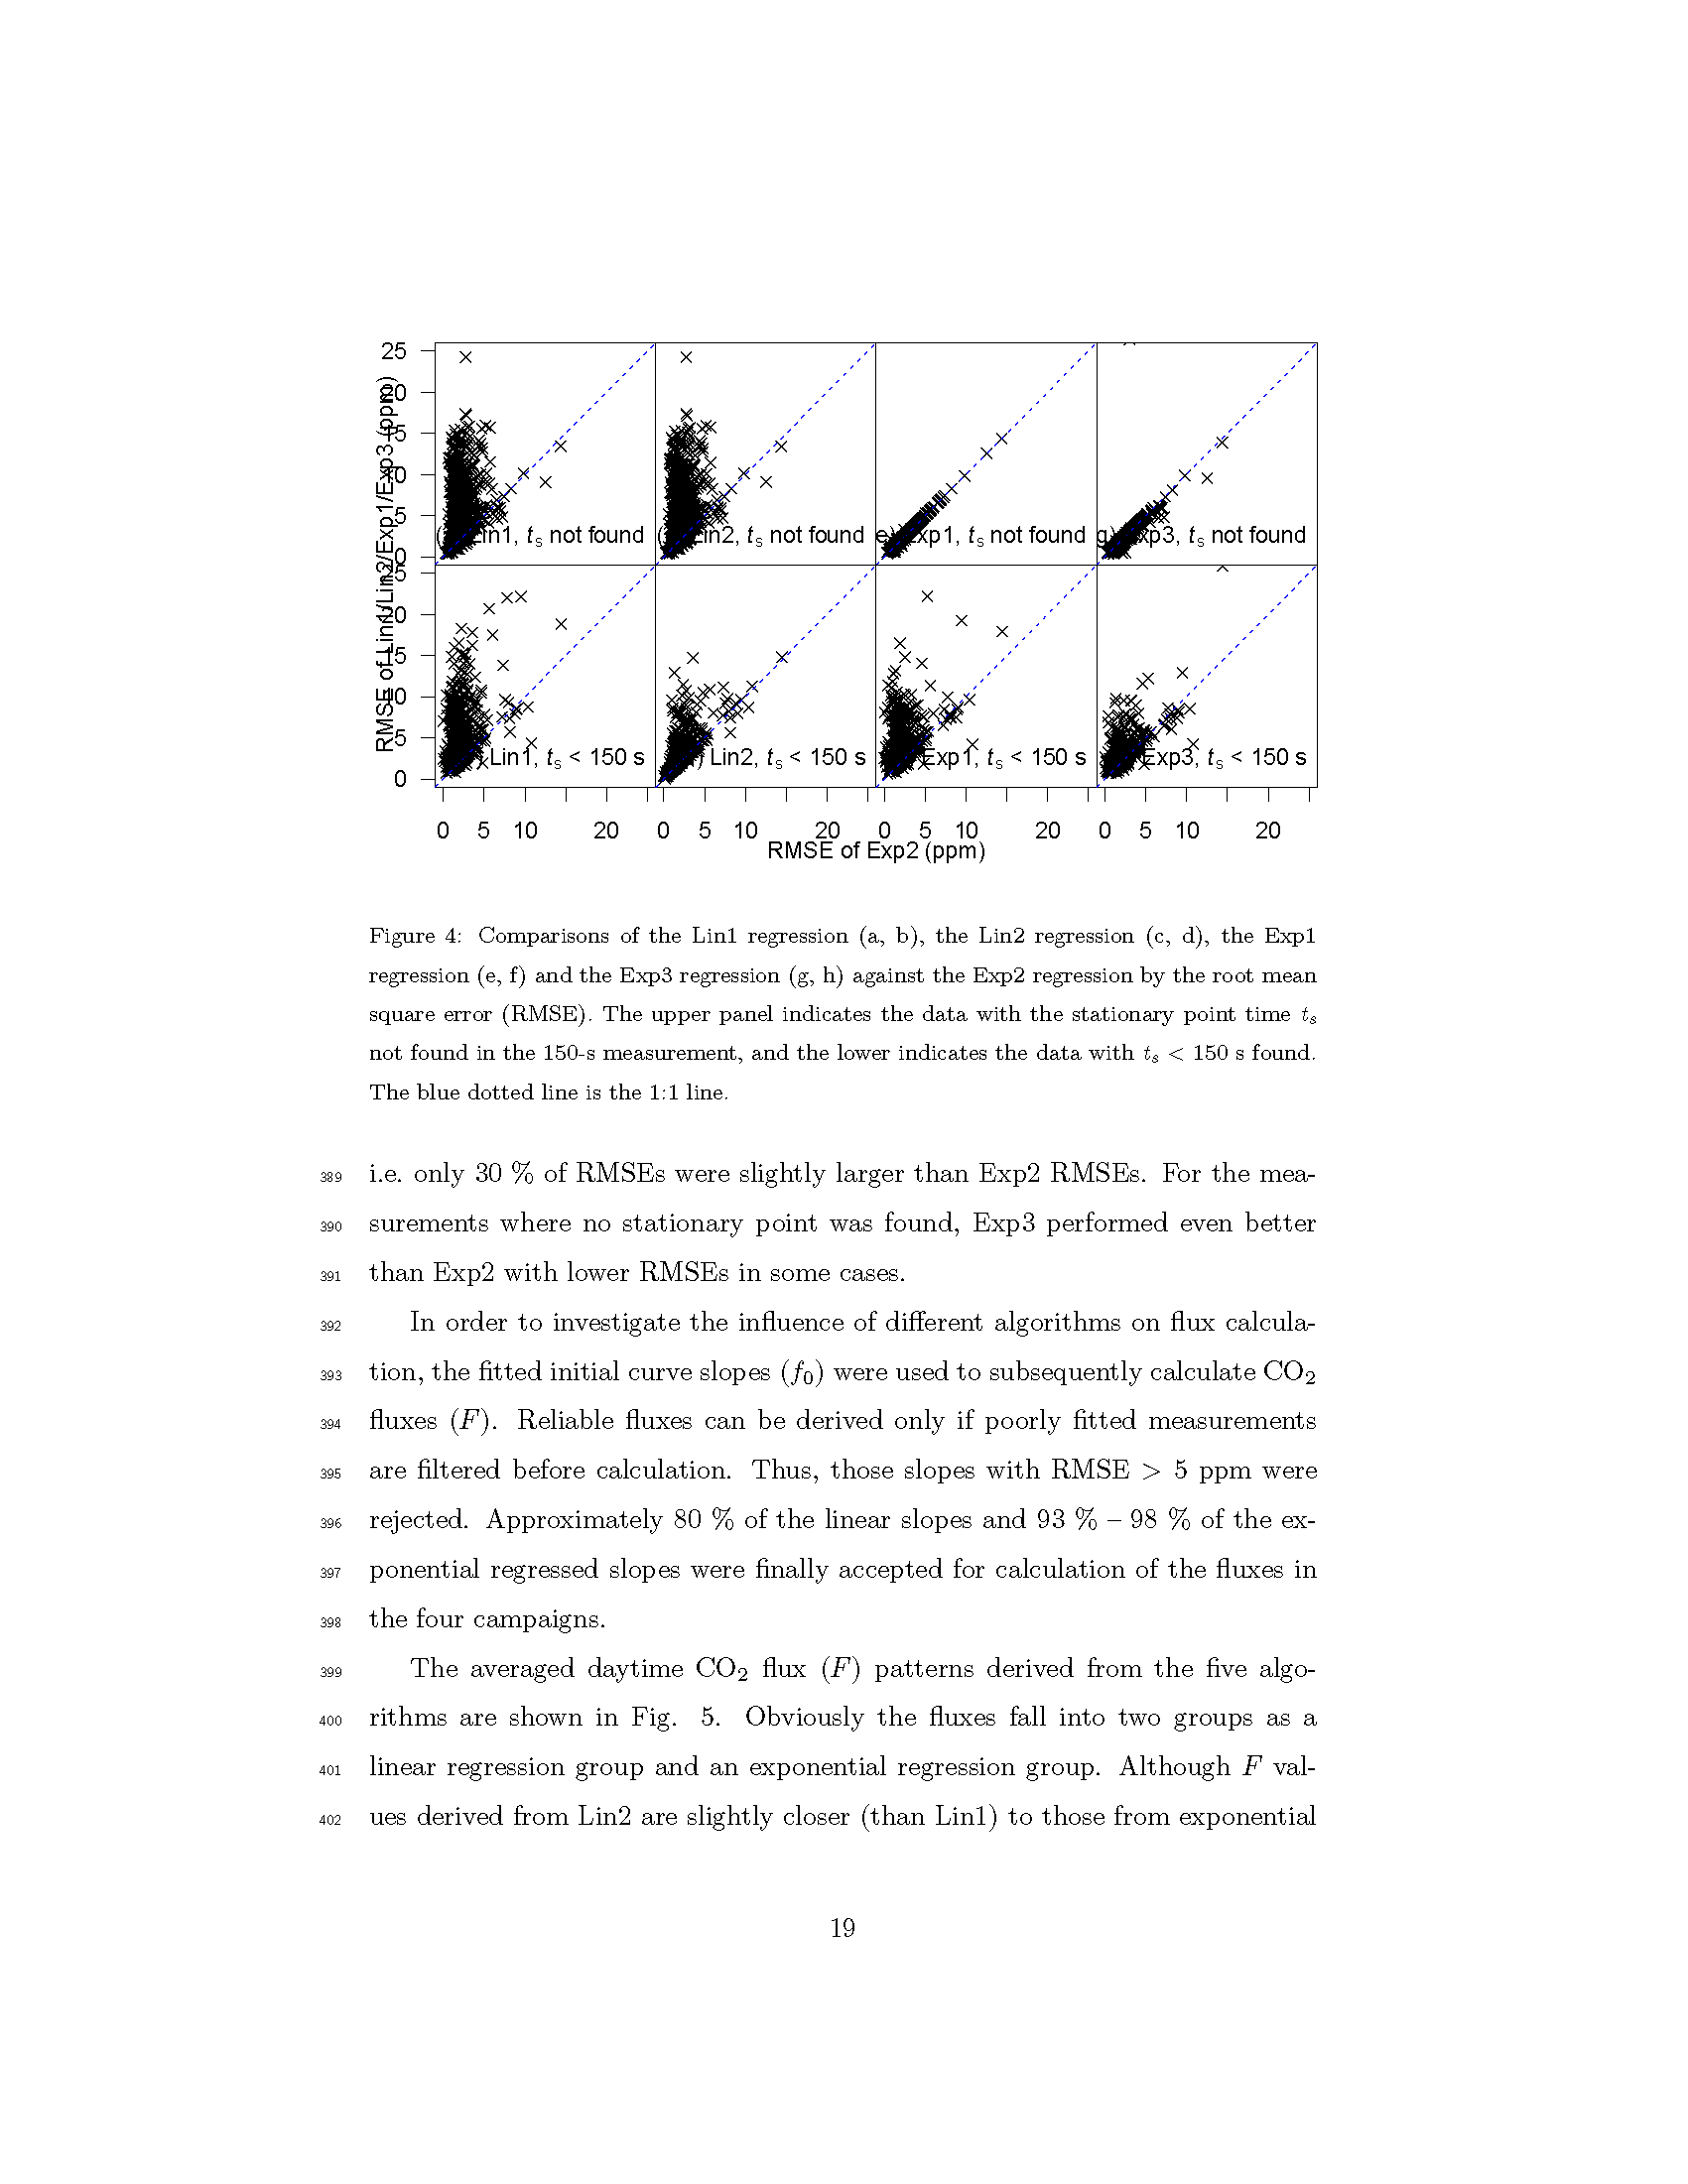 25
20
15
10
5
0
RMSE of Lin1/Lin2/Exp1/Exp3 (ppm)
Lin1, ts not found
Lin2, ts not found
e) Exp1, ts not found
g) Exp3, ts not found
25
20
15
10
5
0
Lin1, ts < 150 s
) Lin2, ts < 150 s
Exp1, ts < 150 s
Exp3, ts < 150 s
0 5 10 20 0 5 10 20 0 5 10 20 0 5 10 20
RMSE of Exp2 (ppm)
Figure 4: Comparisons of the Lin1 regression (a, b), the Lin2 regression (c, d), the Exp1
regression (e, f) and the Exp3 regression (g, h) against the Exp2 regression by the root mean
square error (RMSE). The upper panel indicates the data with the stationary point time ts
not found in the 150-s measurement, and the lower indicates the data with ts < 150 s found.
The blue dotted line is the 1:1 line.
389 i.e. only 30 % of RMSEs were slightly larger than Exp2 RMSEs. For the mea-
390 surements where no stationary point was found, Exp3 performed even better
391 than Exp2 with lower RMSEs in some cases.
392 In order to investigate the influence of different algorithms on flux calcula-
393 tion, the fitted initial curve slopes (f0) were used to subsequently calculate CO2
394 fluxes (F). Reliable fluxes can be derived only if poorly fitted measurements
395 are filtered before calculation. Thus, those slopes with RMSE > 5 ppm were
396 rejected. Approximately 80 % of the linear slopes and 93 % – 98 % of the ex-
397 ponential regressed slopes were finally accepted for calculation of the fluxes in
398 the four campaigns.
399 The averaged daytime CO2 flux (F) patterns derived from the five algo-
400 rithms are shown in Fig. 5. Obviously the fluxes fall into two groups as a
401 linear regression group and an exponential regression group. Although F val-
402 ues derived from Lin2 are slightly closer (than Lin1) to those from exponential
19